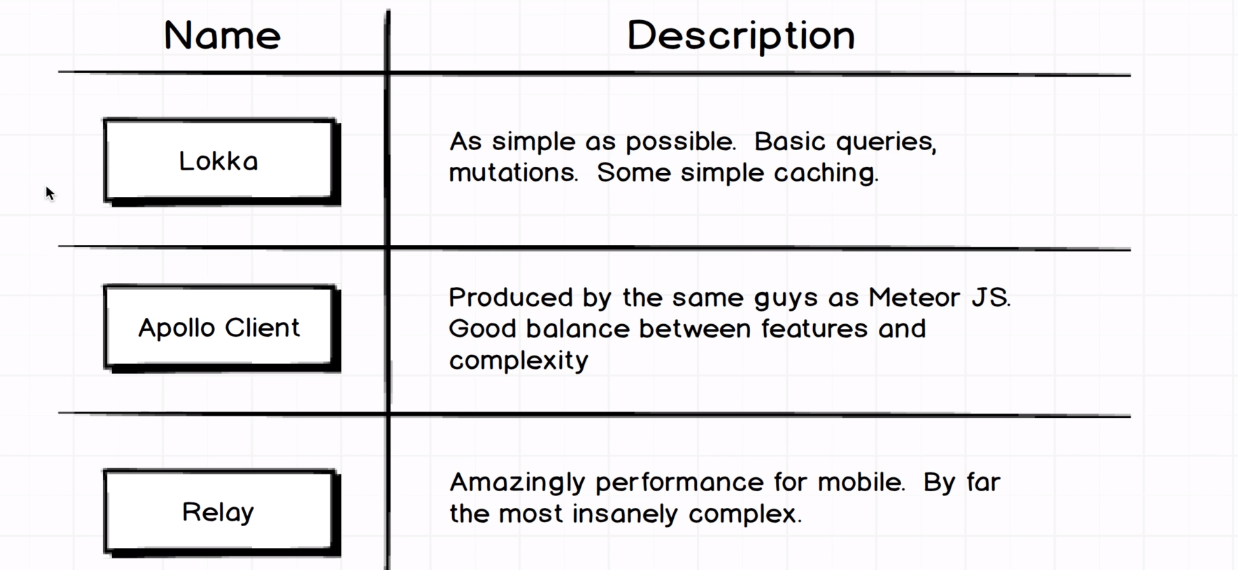 Name
Description
Lokka
As simple as possible.  Basic queries,
mutations.  Some simple caching.
Apollo Client
Produced by the same guys as Meteor JS.
Good balance between features and
complexity
Relay
Amazingly performance for mobile.  By far
the most insanely complex.